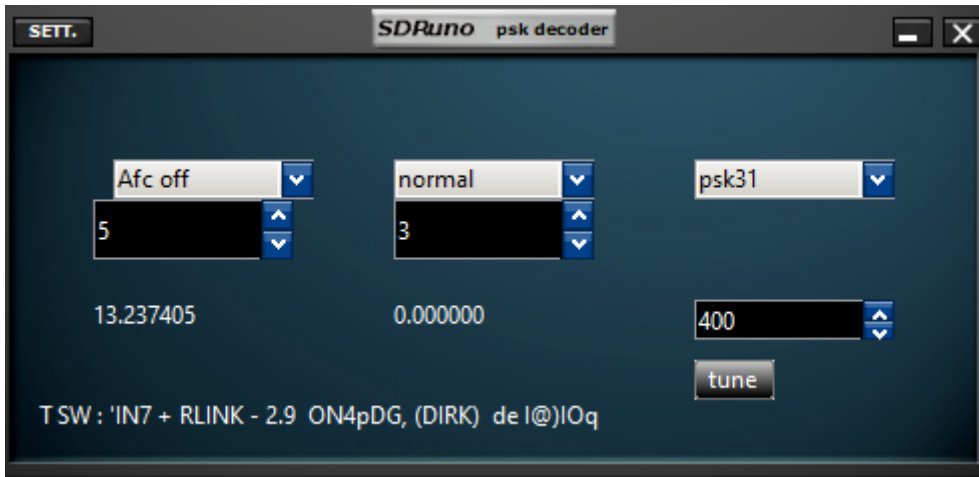 SETT.
SDRuno psk decoder
Afc off
normal
psk31
5
3
13.237405
0.000000
400
tune
T SW : 'IN7 + RLINK - 2.9 ON4pDG, (DIRK) de l@)lOq